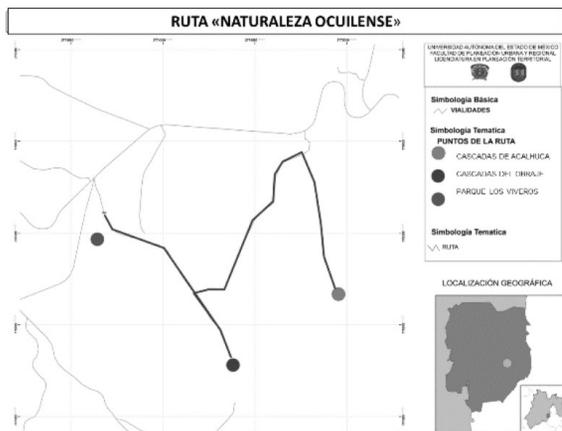 RUTA «NATURALEZA OCUILENSE»
UNIVERSIDAD AUTÓNOMA DEL ESTADO DE MÉXICO
FACULTAD DE PLANEACIÓN URBANA Y REGIONAL
LICENCIATURA EN PLANEACIÓN TERRITORIAL
Simbología Básica
VIALIDADES
Simbología Tematica
PUNTOS DE LA RUTA
CASCADAS DE ACALHUCA
CASCADAS DEL OBRAJE
PARQUE LOS VIVEROS
Simbología Tematica
RUTA
LOCALIZACIÓN GEOGRÁFICA